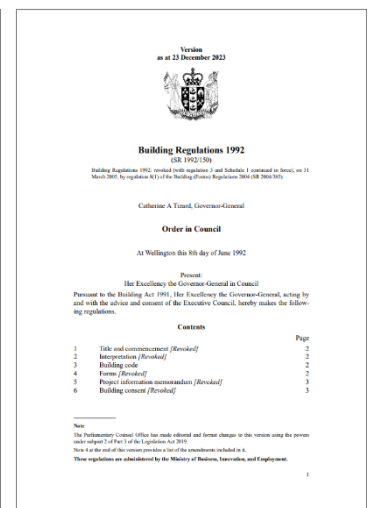 Version
as at 23 December 2023
Building Regulations 1992
(SR 1992/150)
Building Regulations 1992: revoked (with regulation 3 and Schedule 1 continued in force), on 31
March 2005, by regulation 8(1) of the Building (Forms) Regulations 2004 (SR 2004/385).
Catherine A Tizard, Governor-General
Order in Council
At Wellington this 8th day of June 1992
Present:
Her Excellency the Governor-General in Council
Pursuant to the Building Act 1991, Her Excellency the Governor-General, acting by
and with the advice and consent of the Executive Council, hereby makes the follow-
ing regulations.
Contents
Page
1 Title and commencement [Revoked] 2
2 Interpretation [Revoked] 2
3 Building code 2
4 Forms [Revoked] 2
5 Project information memorandum [Revoked] 3
6 Building consent [Revoked] 3
Note
The Parliamentary Counsel Office has made editorial and format changes to this version using the powers
under subpart 2 of Part 3 of the Legislation Act 2019.
Note 4 at the end of this version provides a list of the amendments included in it.
These regulations are administered by the Ministry of Business, Innovation, and Employment.
1